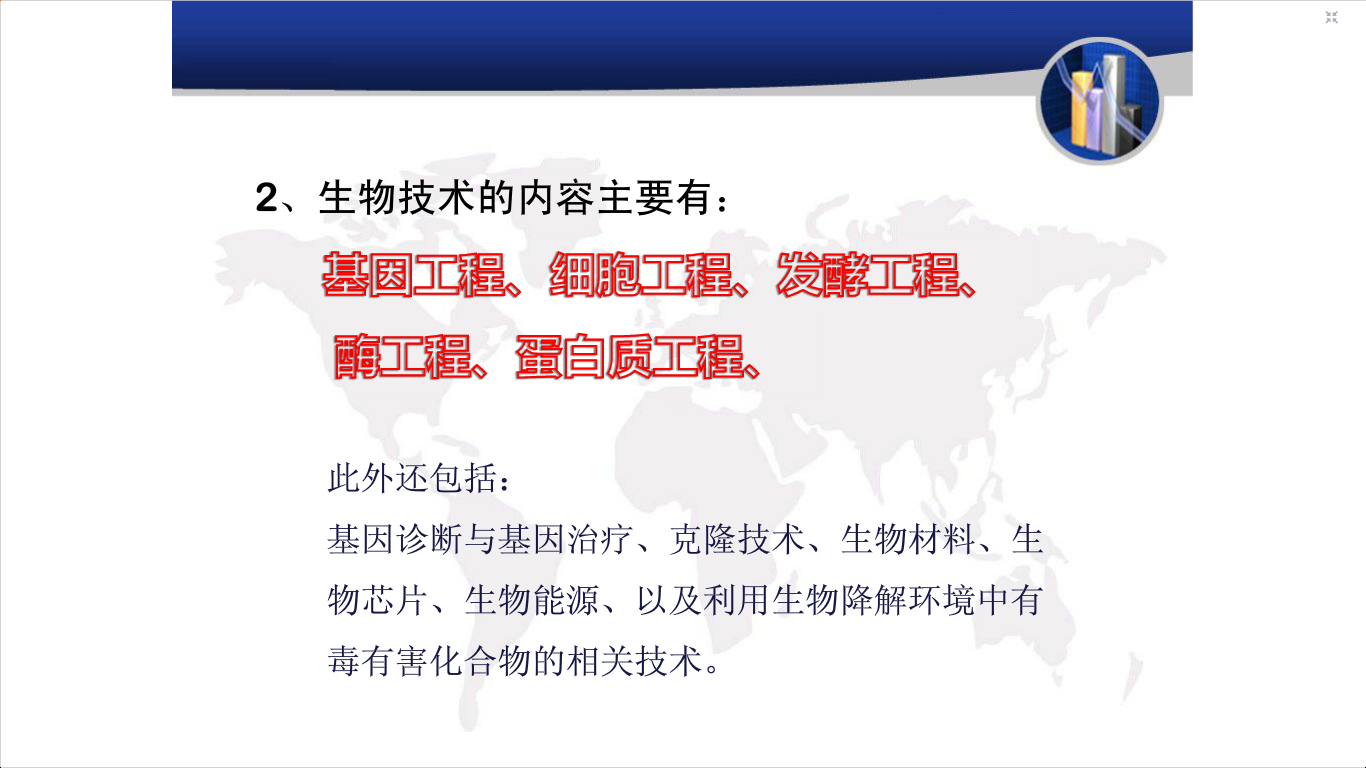 2、生物技术的内容主要有：
基因工程、细胞工程、发酵工程、
酶工程、蛋白质工程、
此外还包括：
基因诊断与基因治疗、克隆技术、生物材料、生
物芯片、生物能源、以及利用生物降解环境中有
毒有害化合物的相关技术。